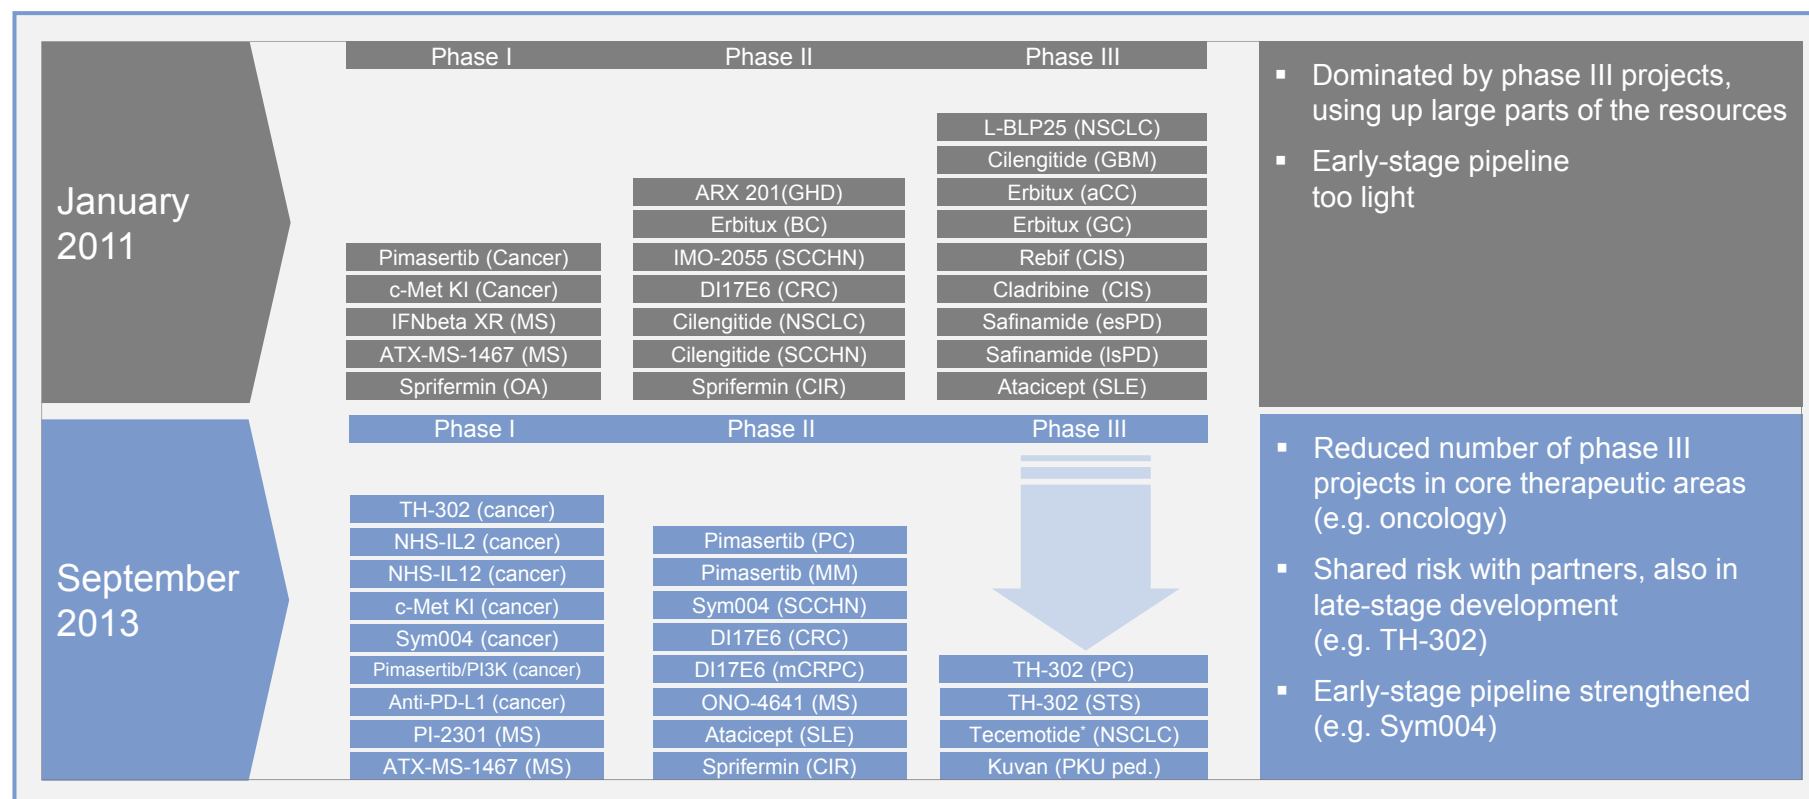 January
2011
Phase I
Phase II
Phase III
Pimasertib (Cancer)
c-Met KI (Cancer)
IFNbeta XR (MS)
ATX-MS-1467 (MS)
Sprifermin (OA)
ARX 201(GHD)
Erbitux (BC)
IMO-2055 (SCCHN)
DI17E6 (CRC)
Cilengitide (NSCLC)
Cilengitide (SCCHN)
Sprifermin (CIR)
L-BLP25 (NSCLC)
Cilengitide (GBM)
Erbitux (aCC)
Erbitux (GC)
Rebif (CIS)
Cladribine  (CIS)
Safinamide (esPD)
Safinamide (lsPD)
Atacicept (SLE)
▪ Dominated by phase III projects,
using up large parts of the resources
▪ Early-stage pipeline
too light
September
2013
Phase I
Phase II
Phase III
TH-302 (cancer)
NHS-IL2 (cancer)
NHS-IL12 (cancer)
c-Met KI (cancer)
Sym004 (cancer)
Pimasertib/PI3K (cancer)
Anti-PD-L1 (cancer)
PI-2301 (MS)
ATX-MS-1467 (MS)
Pimasertib (PC)
Pimasertib (MM)
Sym004 (SCCHN)
DI17E6 (CRC)
DI17E6 (mCRPC)
ONO-4641 (MS)
Atacicept (SLE)
Sprifermin (CIR)
TH-302 (PC)
TH-302 (STS)
Tecemotide* (NSCLC)
Kuvan (PKU ped.)
▪ Reduced number of phase III
projects in core therapeutic areas
(e.g. oncology)
▪ Shared risk with partners, also in
late-stage development
(e.g. TH-302)
▪ Early-stage pipeline strengthened
(e.g. Sym004)